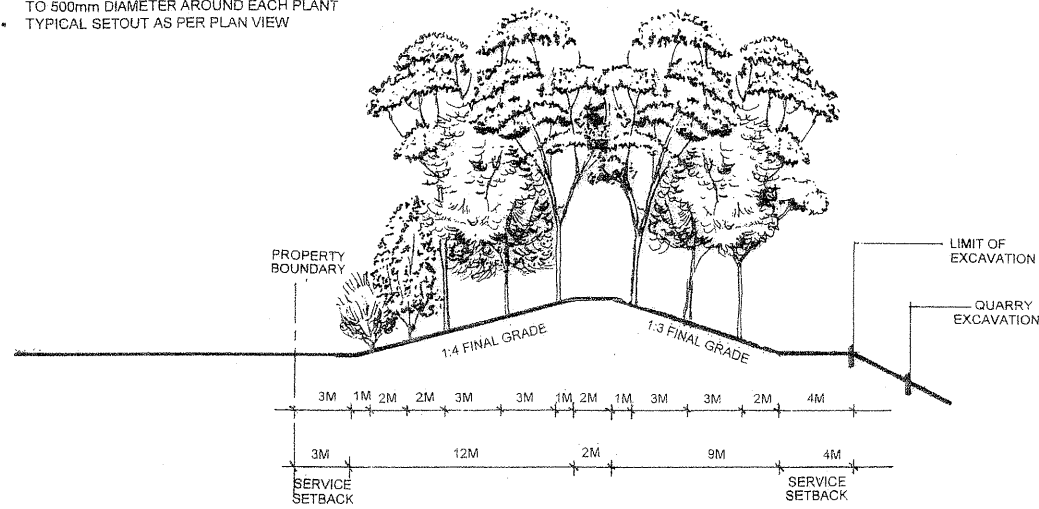 TO 500mm DIAMETER AROUND EACH PLANT
• TYPICAL SETOUT AS PER PLAN VIEW
PROPERTY
BOUNDARY
LIMIT OF
EXCAVATION
QUARRY
EXCAVATION
1:4 FINAL GRADE
1:3 FINAL GRADE
3M 1M 2M 2M 3M 3M 1M 2M 1M 3M 3M 2M 4M
3M 12M 2M 9M 4M
SERVICE
SETBACK
SERVICE
SETBACK